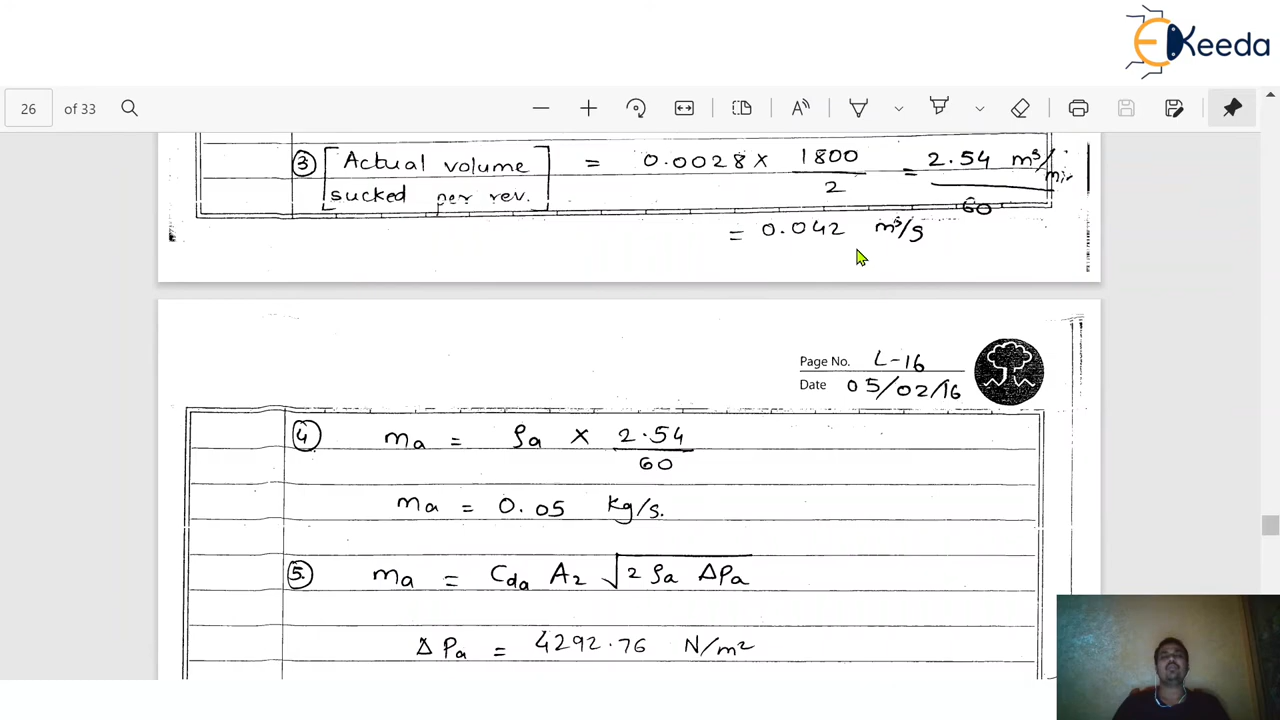 EKeeda
26 of 33
③ [Actual volume sucked per rev.] = 0.0028 × 1800/2 = 2.54/60 m³/min
= 0.042 m³/s
Page No. L-16
Date 05/02/16
④ ma = ρa × 2.54/60
ma = 0.05 Kg/s.
⑤. ma = Cda A2 √(2 ρa ΔPa)
ΔPa = 4292.76 N/m²